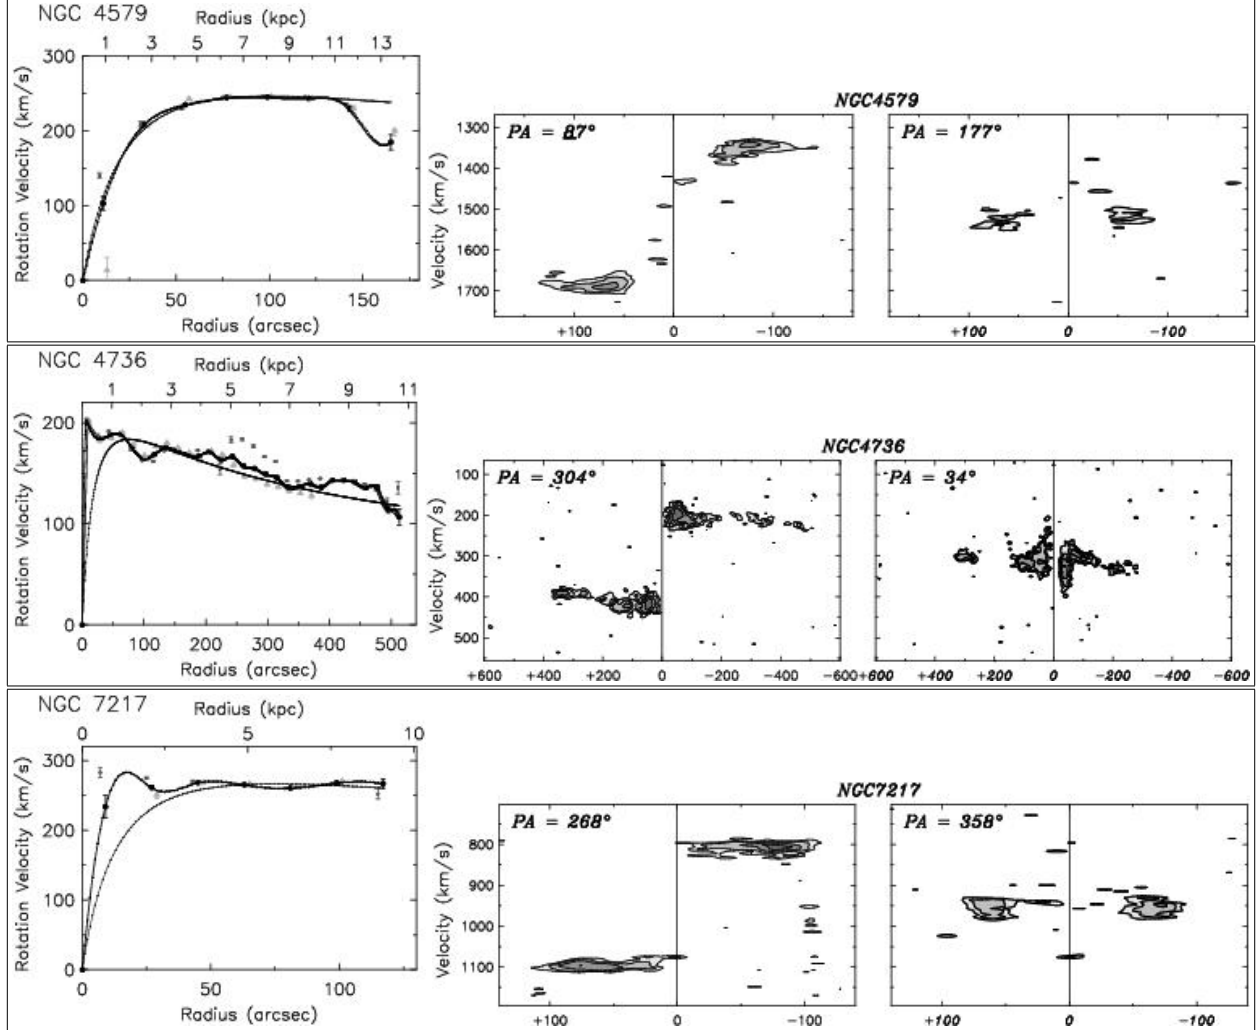 NGC 4579
Radius (kpc)
1 3 5 7 9 11 13
300
200
100
0
Rotation Velocity (km/s)
0 50 100 150
Radius (arcsec)
NGC4579
PA = 87°
1300
1400
1500
1600
1700
Velocity (km/s)
+100 0 -100
PA = 177°
+100 0 -100
NGC 4736
Radius (kpc)
1 3 5 7 9 11
200
100
0
Rotation Velocity (km/s)
0 100 200 300 400 500
Radius (arcsec)
NGC4736
PA = 304°
100
200
300
400
500
Velocity (km/s)
+600 +400 +200 0 -200 -400 -600
PA = 34°
+600 +400 +200 0 -200 -400 -600
NGC 7217
Radius (kpc)
0 5 10
300
200
100
0
Rotation Velocity (km/s)
0 50 100
Radius (arcsec)
NGC7217
PA = 268°
800
900
1000
1100
Velocity (km/s)
+100 0 -100
PA = 358°
+100 0 -100